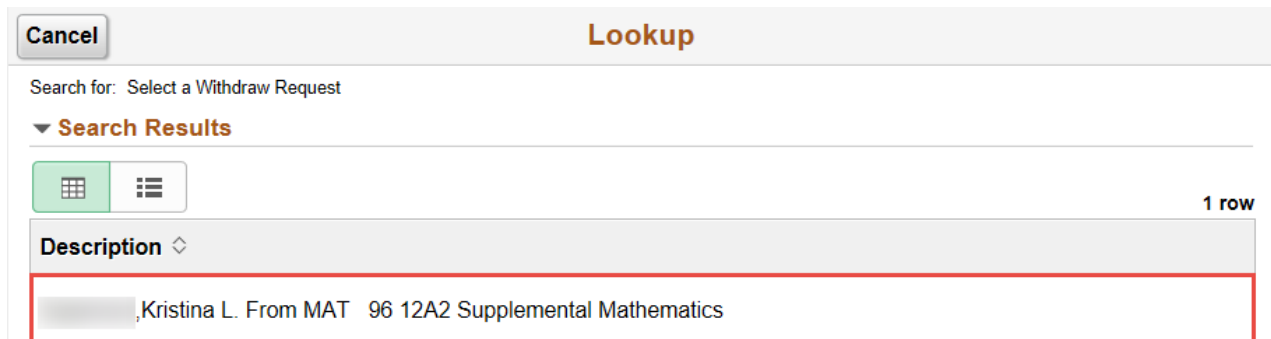 Cancel
Lookup
Search for: Select a Withdraw Request
Search Results
1 row
Description
,Kristina L. From MAT 96 12A2 Supplemental Mathematics